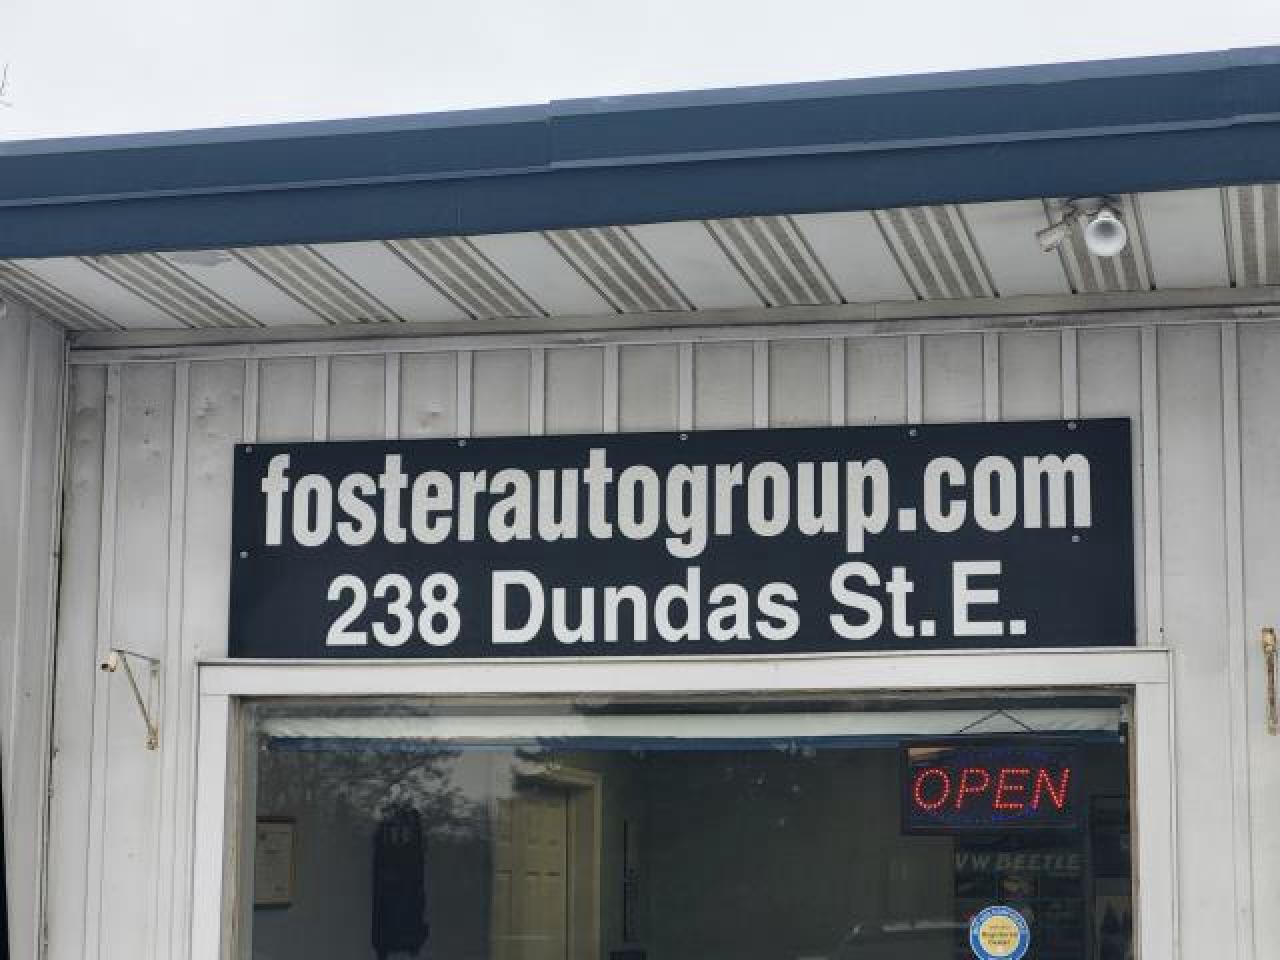 fosterautogroup.com
238 Dundas St. E.
OPEN
VW BEETLE